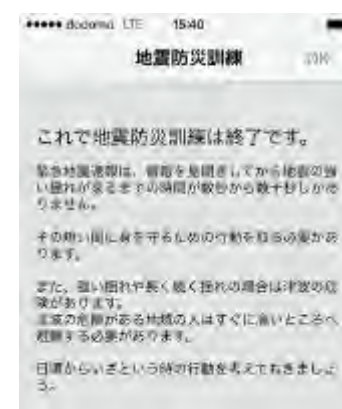 docomo LTE 15:40
地震防災訓練
これで地震防災訓練は終了です。
緊急地震速報は、情報を見聞きしてから地震の強
い揺れが来るまでの時間が数秒から数十秒しかあ
りません。
その短い間に身を守るための行動を取る必要があ
ります。
また、強い揺れや長く続く揺れの場合は津波の危
険があります。
津波の危険がある地域の人はすぐに高いところへ
避難する必要があります。
日頃からいざという時の行動を考えておきましょ
う。